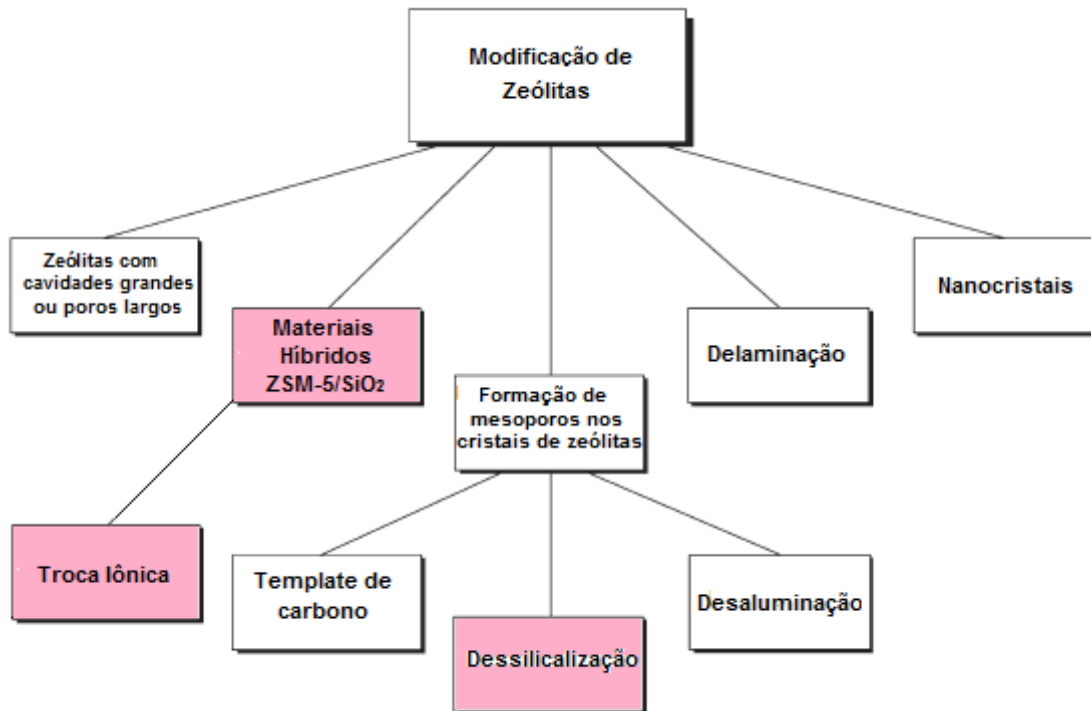 Modificação de
Zeólitas
Zeólitas com
cavidades grandes
ou poros largos
Nanocristais
Materiais
Híbridos
ZSM-5/SiO₂
Delaminação
Formação de
mesoporos nos
cristais de zeólitas
Troca Iônica
Template de
carbono
Desaluminação
Dessilicalização